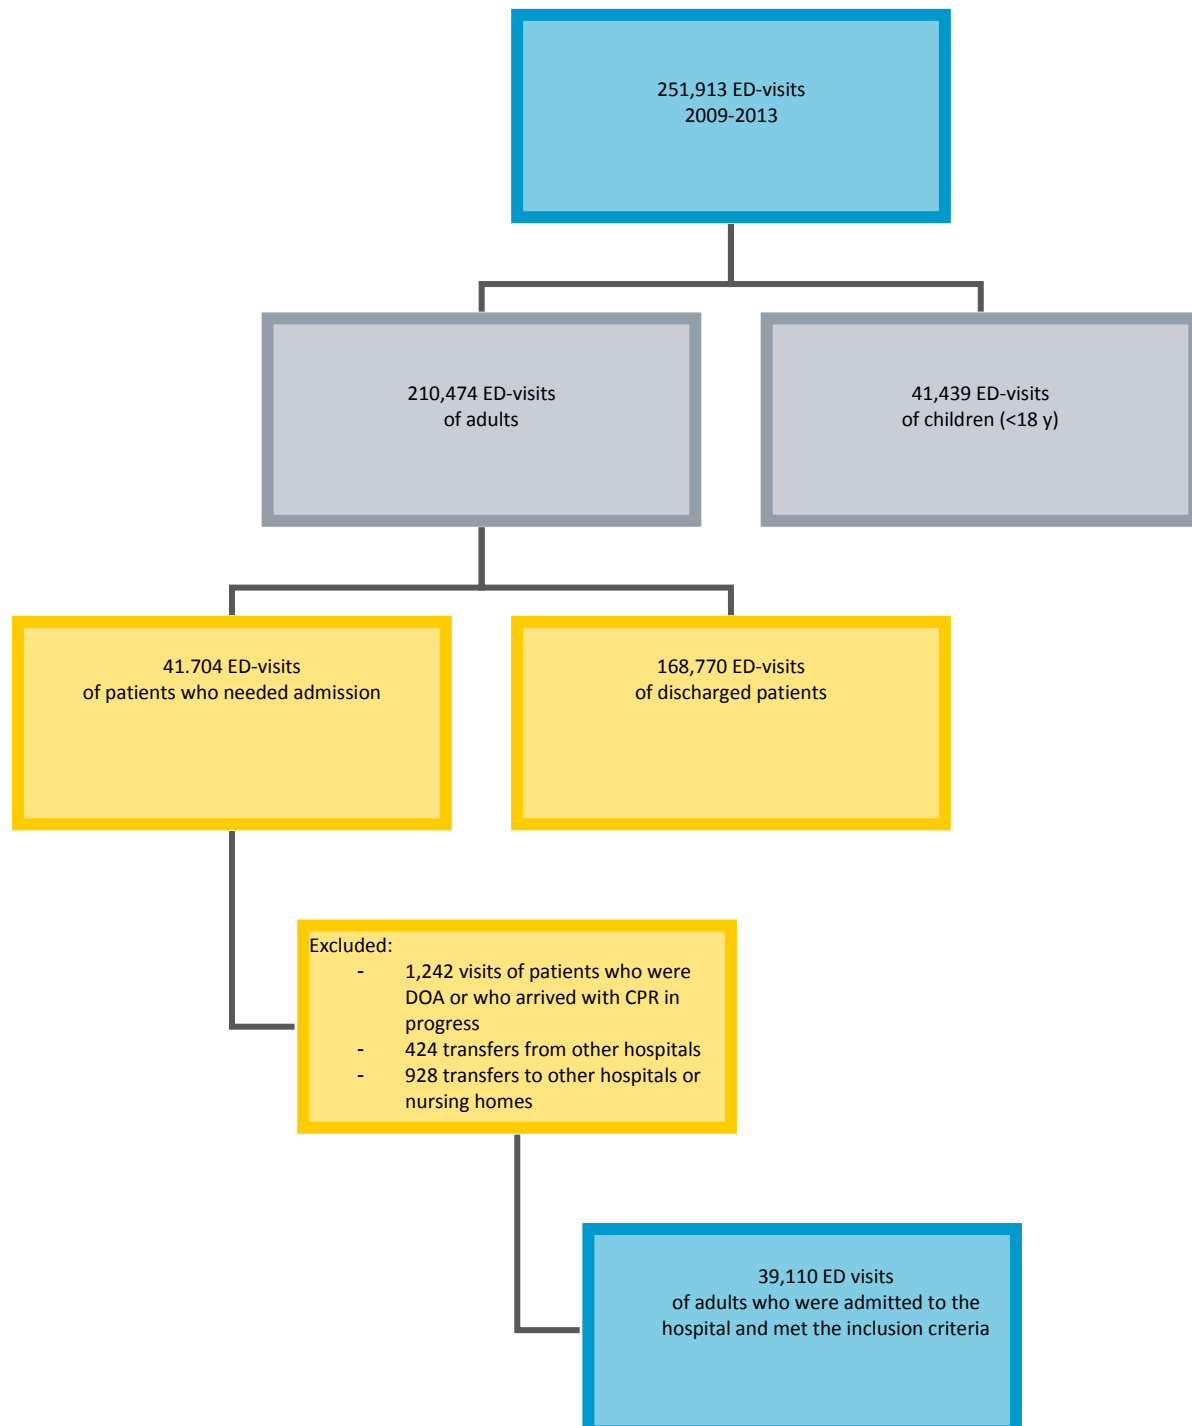 251,913 ED-visits
2009-2013
210,474 ED-visits
of adults
41,439 ED-visits
of children (<18 y)
41.704 ED-visits
of patients who needed admission
168,770 ED-visits
of discharged patients
Excluded:
- 1,242 visits of patients who were
DOA or who arrived with CPR in
progress
- 424 transfers from other hospitals
- 928 transfers to other hospitals or
nursing homes
39,110 ED visits
of adults who were admitted to the
hospital and met the inclusion criteria